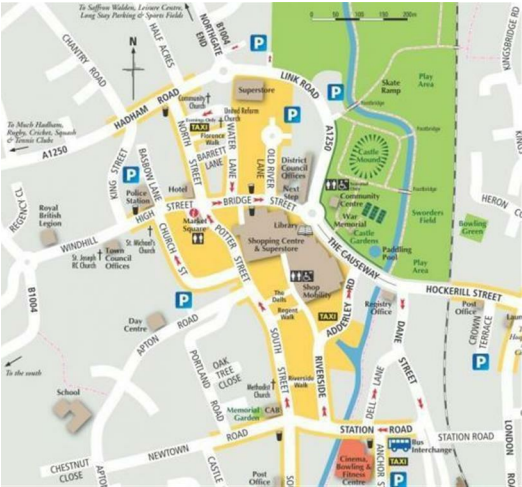 To Saffron Walden, Leisure Centre,
Long Stay Parking & Sports Fields
B1004
NORTHGATE
END
HALF ACRES
CHANTRY ROAD
P
0 50 100 200m
KINGSBRIDGE RD
N
LINK ROAD
P
Skate
Ramp
Play
Area
Footbridge
HADHAM ROAD
Community
Church
Superstore
P
United Reform
Church
TAXI
Florence
Walk
NORTH
STREET
WATER
LANE
BARRETT
LANE
OLD RIVER
LANE
A1250
Castle
Mound
To Much Hadham,
Rugby, Cricket, Squash
& Tennis Clubs
A1250
KING STREET
BASBOW LANE
P
Police
Station
Hotel
District
Council
Offices
Next
Community
Centre
Footbridge
HERON C
REGENCY CL
Royal
British
Legion
HIGH
STREET
BRIDGE STREET
War
Memorial
Castle
Gardens
Sworders
Field
Bowling
Green
WINDHILL
St. Joseph
RC Church
Town
Council
Offices
St. Michael's
Church
CHURCH ST
Market
Square
POTTER
STREET
Library
Shopping Centre
& Superstore
THE CAUSEWAY
Paddling
Pool
Play
Area
B1004
P
The Dells
Regent
Walk
Shop
Mobility
TAXI
ADDERLEY RD
Registry
Office
HOCKERILL STREET
Post
Office
CROWN
TERRACE
Day
Centre
APTON ROAD
PORTLAND
ROAD
OAK
TREE
CLOSE
SOUTH
STREET
RIVERSIDE
Riverside
Walk
DANE
STREET
P
To the south
School
Methodist
Church
Memorial
Garden
CAB
DELL LANE
STATION ROAD
STATION ROAD
LONDON
NEWTOWN
ROAD
CHESTNUT
CLOSE
APTON
CASTLE
Post
Office
SO
Cinema,
Bowling &
Fitness
Centre
ANCHOR S
Bus
Interchange
TAXI
P